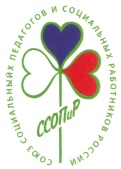 СОЮЗ СОЦИАЛЬНЫХ ПЕДАГОГОВ И СОЦИАЛЬНЫХ РАБОТНИКОВ РОССИИ
ССОПиР